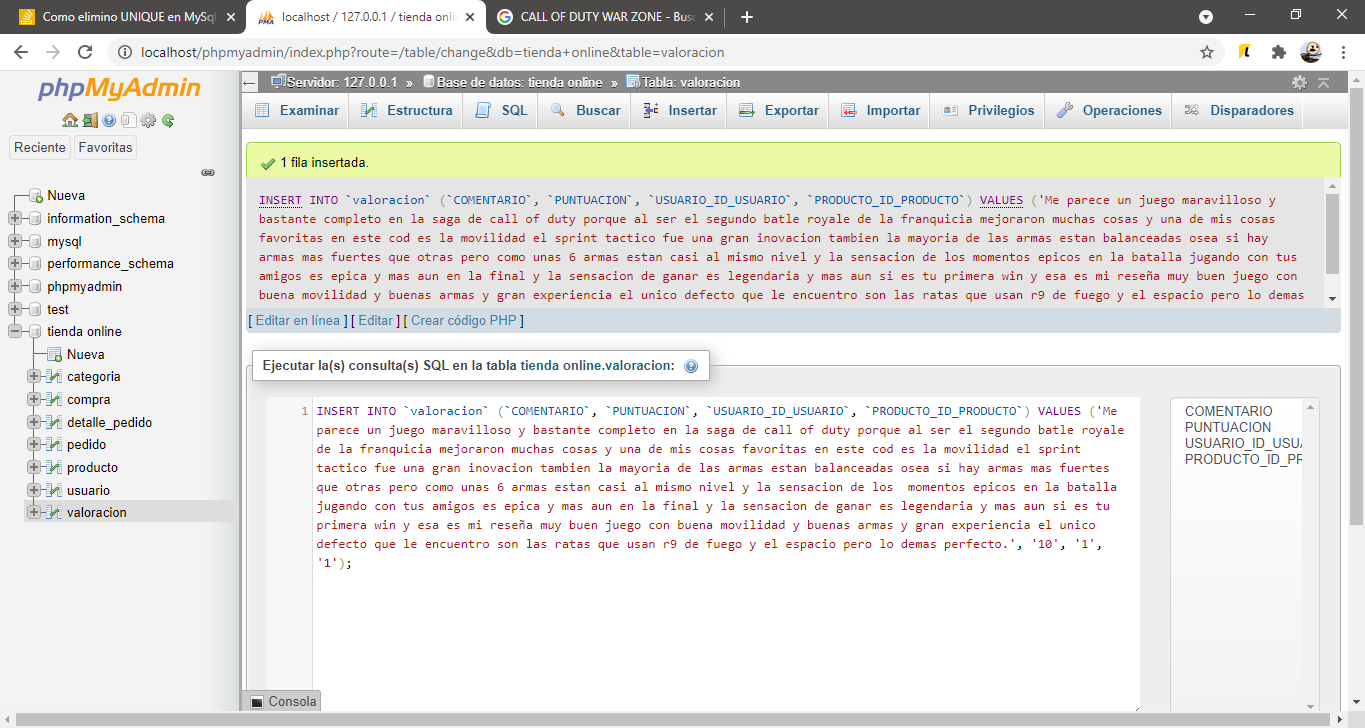 Como elimino UNIQUE en MySq
localhost / 127.0.0.1 / tienda onli
CALL OF DUTY WAR ZONE - Bus
localhost/phpmyadmin/index.php?route=/table/change&db=tienda+online&table=valoracion
phpMyAdmin
Reciente
Favoritas
Nueva
information_schema
mysql
performance_schema
phpmyadmin
test
tienda online
Nueva
categoria
compra
detalle_pedido
pedido
producto
usuario
valoracion
Servidor: 127.0.0.1 » Base de datos: tienda online » Tabla: valoracion
Examinar
Estructura
SQL
Buscar
Insertar
Exportar
Importar
Privilegios
Operaciones
Disparadores
1 fila insertada.
INSERT INTO `valoracion` (`COMENTARIO`, `PUNTUACION`, `USUARIO_ID_USUARIO`, `PRODUCTO_ID_PRODUCTO`) VALUES ('Me parece un juego maravilloso y
bastante completo en la saga de call of duty porque al ser el segundo batle royale de la franquicia mejoraron muchas cosas y una de mis cosas
favoritas en este cod es la movilidad el sprint tactico fue una gran inovacion tambien la mayoria de las armas estan balanceadas osea si hay
armas mas fuertes que otras pero como unas 6 armas estan casi al mismo nivel y la sensacion de los momentos epicos en la batalla jugando con tus
amigos es epica y mas aun en la final y la sensacion de ganar es legendaria y mas aun si es tu primera win y esa es mi reseña muy buen juego con
buena movilidad y buenas armas y gran experiencia el unico defecto que le encuentro son las ratas que usan r9 de fuego y el espacio pero lo demas
[ Editar en línea ] [ Editar ] [ Crear código PHP ]
Ejecutar la(s) consulta(s) SQL en la tabla tienda online.valoracion:
1 INSERT INTO `valoracion` (`COMENTARIO`, `PUNTUACION`, `USUARIO_ID_USUARIO`, `PRODUCTO_ID_PRODUCTO`) VALUES ('Me
parece un juego maravilloso y bastante completo en la saga de call of duty porque al ser el segundo batle royale
de la franquicia mejoraron muchas cosas y una de mis cosas favoritas en este cod es la movilidad el sprint
tactico fue una gran inovacion tambien la mayoria de las armas estan balanceadas osea si hay armas mas fuertes
que otras pero como unas 6 armas estan casi al mismo nivel y la sensacion de los  momentos epicos en la batalla
jugando con tus amigos es epica y mas aun en la final y la sensacion de ganar es legendaria y mas aun si es tu
primera win y esa es mi reseña muy buen juego con buena movilidad y buenas armas y gran experiencia el unico
defecto que le encuentro son las ratas que usan r9 de fuego y el espacio pero lo demas perfecto.', '10', '1',
'1');
COMENTARIO
PUNTUACION
USUARIO_ID_USUA
PRODUCTO_ID_PR
Consola